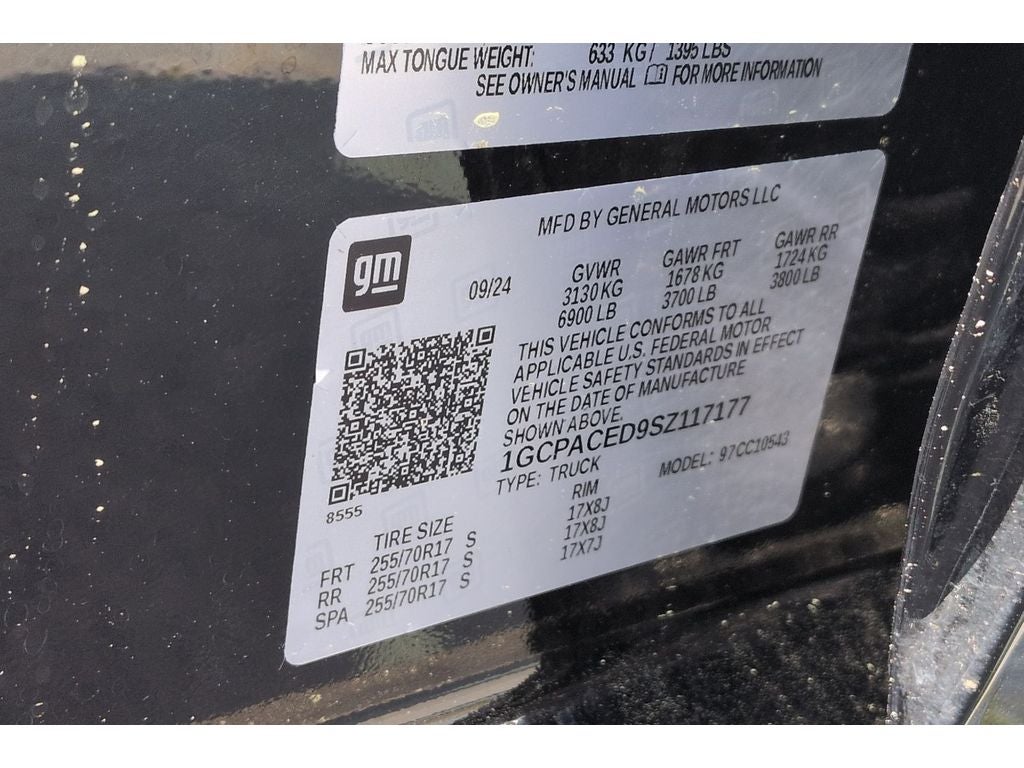 MAX TONGUE WEIGHT: 633 KG / 1395 LBS
SEE OWNER'S MANUAL FOR MORE INFORMATION
MFD BY GENERAL MOTORS LLC
gm
09/24
GVWR GAWR FRT GAWR RR
3130 KG 1678 KG 1724 KG
6900 LB 3700 LB 3800 LB
THIS VEHICLE CONFORMS TO ALL
APPLICABLE U.S. FEDERAL MOTOR
VEHICLE SAFETY STANDARDS IN EFFECT
ON THE DATE OF MANUFACTURE
SHOWN ABOVE.
1GCPACED9SZ117177
TYPE: TRUCK MODEL: 97CC10543
8555
TIRE SIZE RIM
FRT 255/70R17 S 17X8J
RR 255/70R17 S 17X8J
SPA 255/70R17 S 17X7J